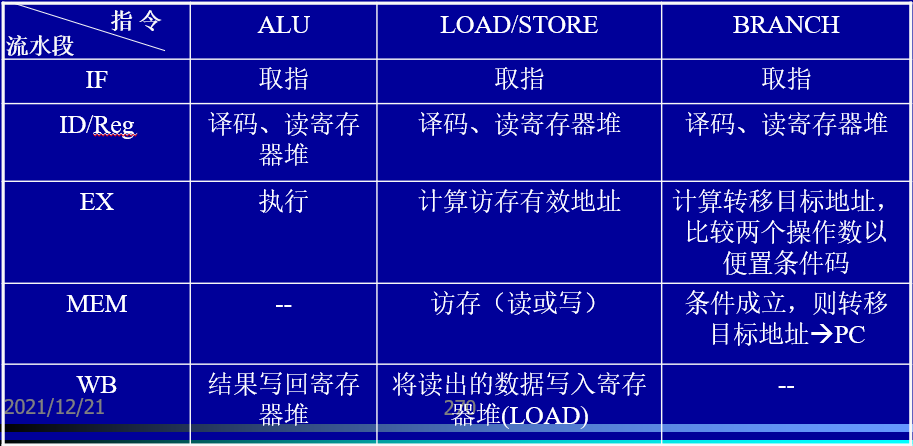 指 令
流水段
ALU
LOAD/STORE
BRANCH
IF
取指
取指
取指
ID/Reg
译码、读寄存
器堆
译码、读寄存器堆
译码、读寄存器堆
EX
执行
计算访存有效地址
计算转移目标地址，
比较两个操作数以
便置条件码
MEM
--
访存（读或写）
条件成立，则转移
目标地址→PC
WB
结果写回寄存
器堆
将读出的数据写入寄存
器堆(LOAD)
--
2021/12/21